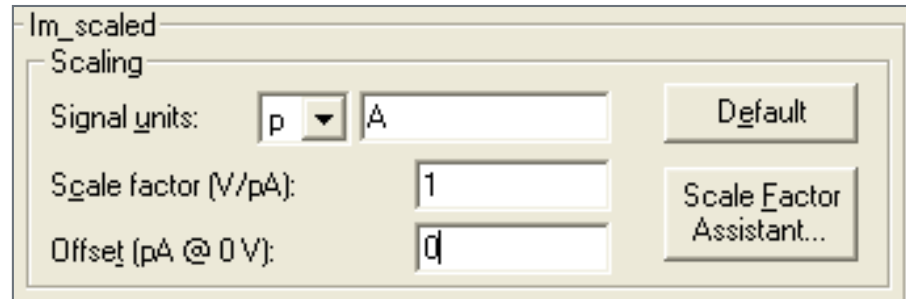 Im_scaled
Scaling
Signal units: p A Default
Scale factor (V/pA): 1 Scale Factor
Assistant...
Offset (pA @ 0 V): 0